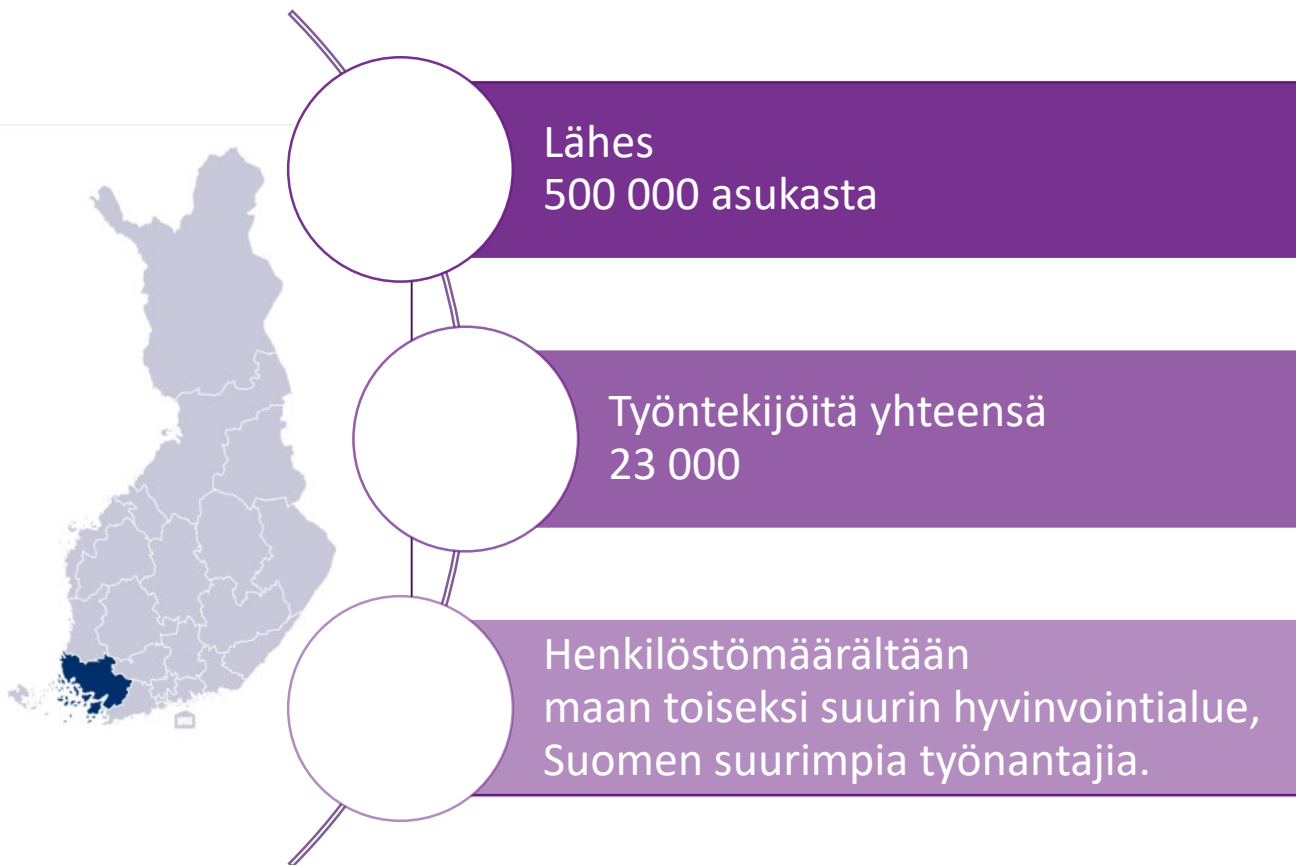 Lähes
500 000 asukasta
Työntekijöitä yhteensä
23 000
Henkilöstömäärältään
maan toiseksi suurin hyvinvointialue,
Suomen suurimpia työnantajia.